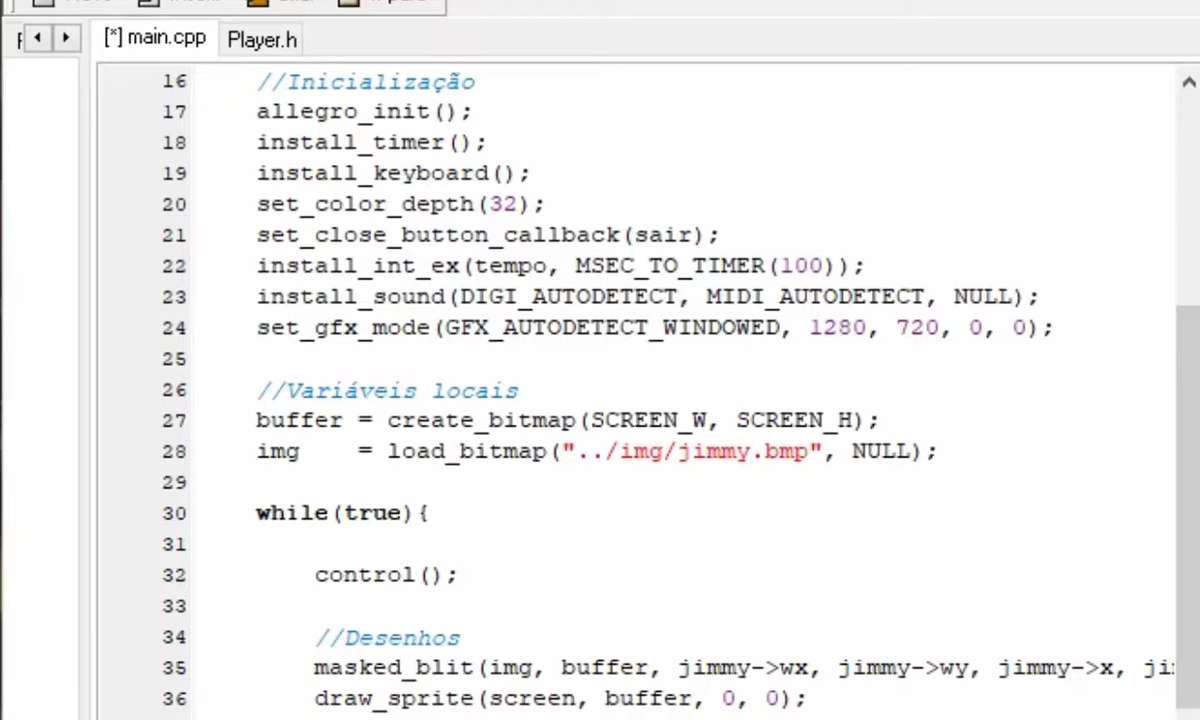 [*] main.cpp
Player.h
16 //Inicialização
17 allegro_init();
18 install_timer();
19 install_keyboard();
20 set_color_depth(32);
21 set_close_button_callback(sair);
22 install_int_ex(tempo, MSEC_TO_TIMER(100));
23 install_sound(DIGI_AUTODETECT, MIDI_AUTODETECT, NULL);
24 set_gfx_mode(GFX_AUTODETECT_WINDOWED, 1280, 720, 0, 0);
25
26 //Variáveis locais
27 buffer = create_bitmap(SCREEN_W, SCREEN_H);
28 img    = load_bitmap("../img/jimmy.bmp", NULL);
29
30 while(true){
31
32 control();
33
34 //Desenhos
35 masked_blit(img, buffer, jimmy->wx, jimmy->wy, jimmy->x,
36 draw_sprite(screen, buffer, 0, 0);